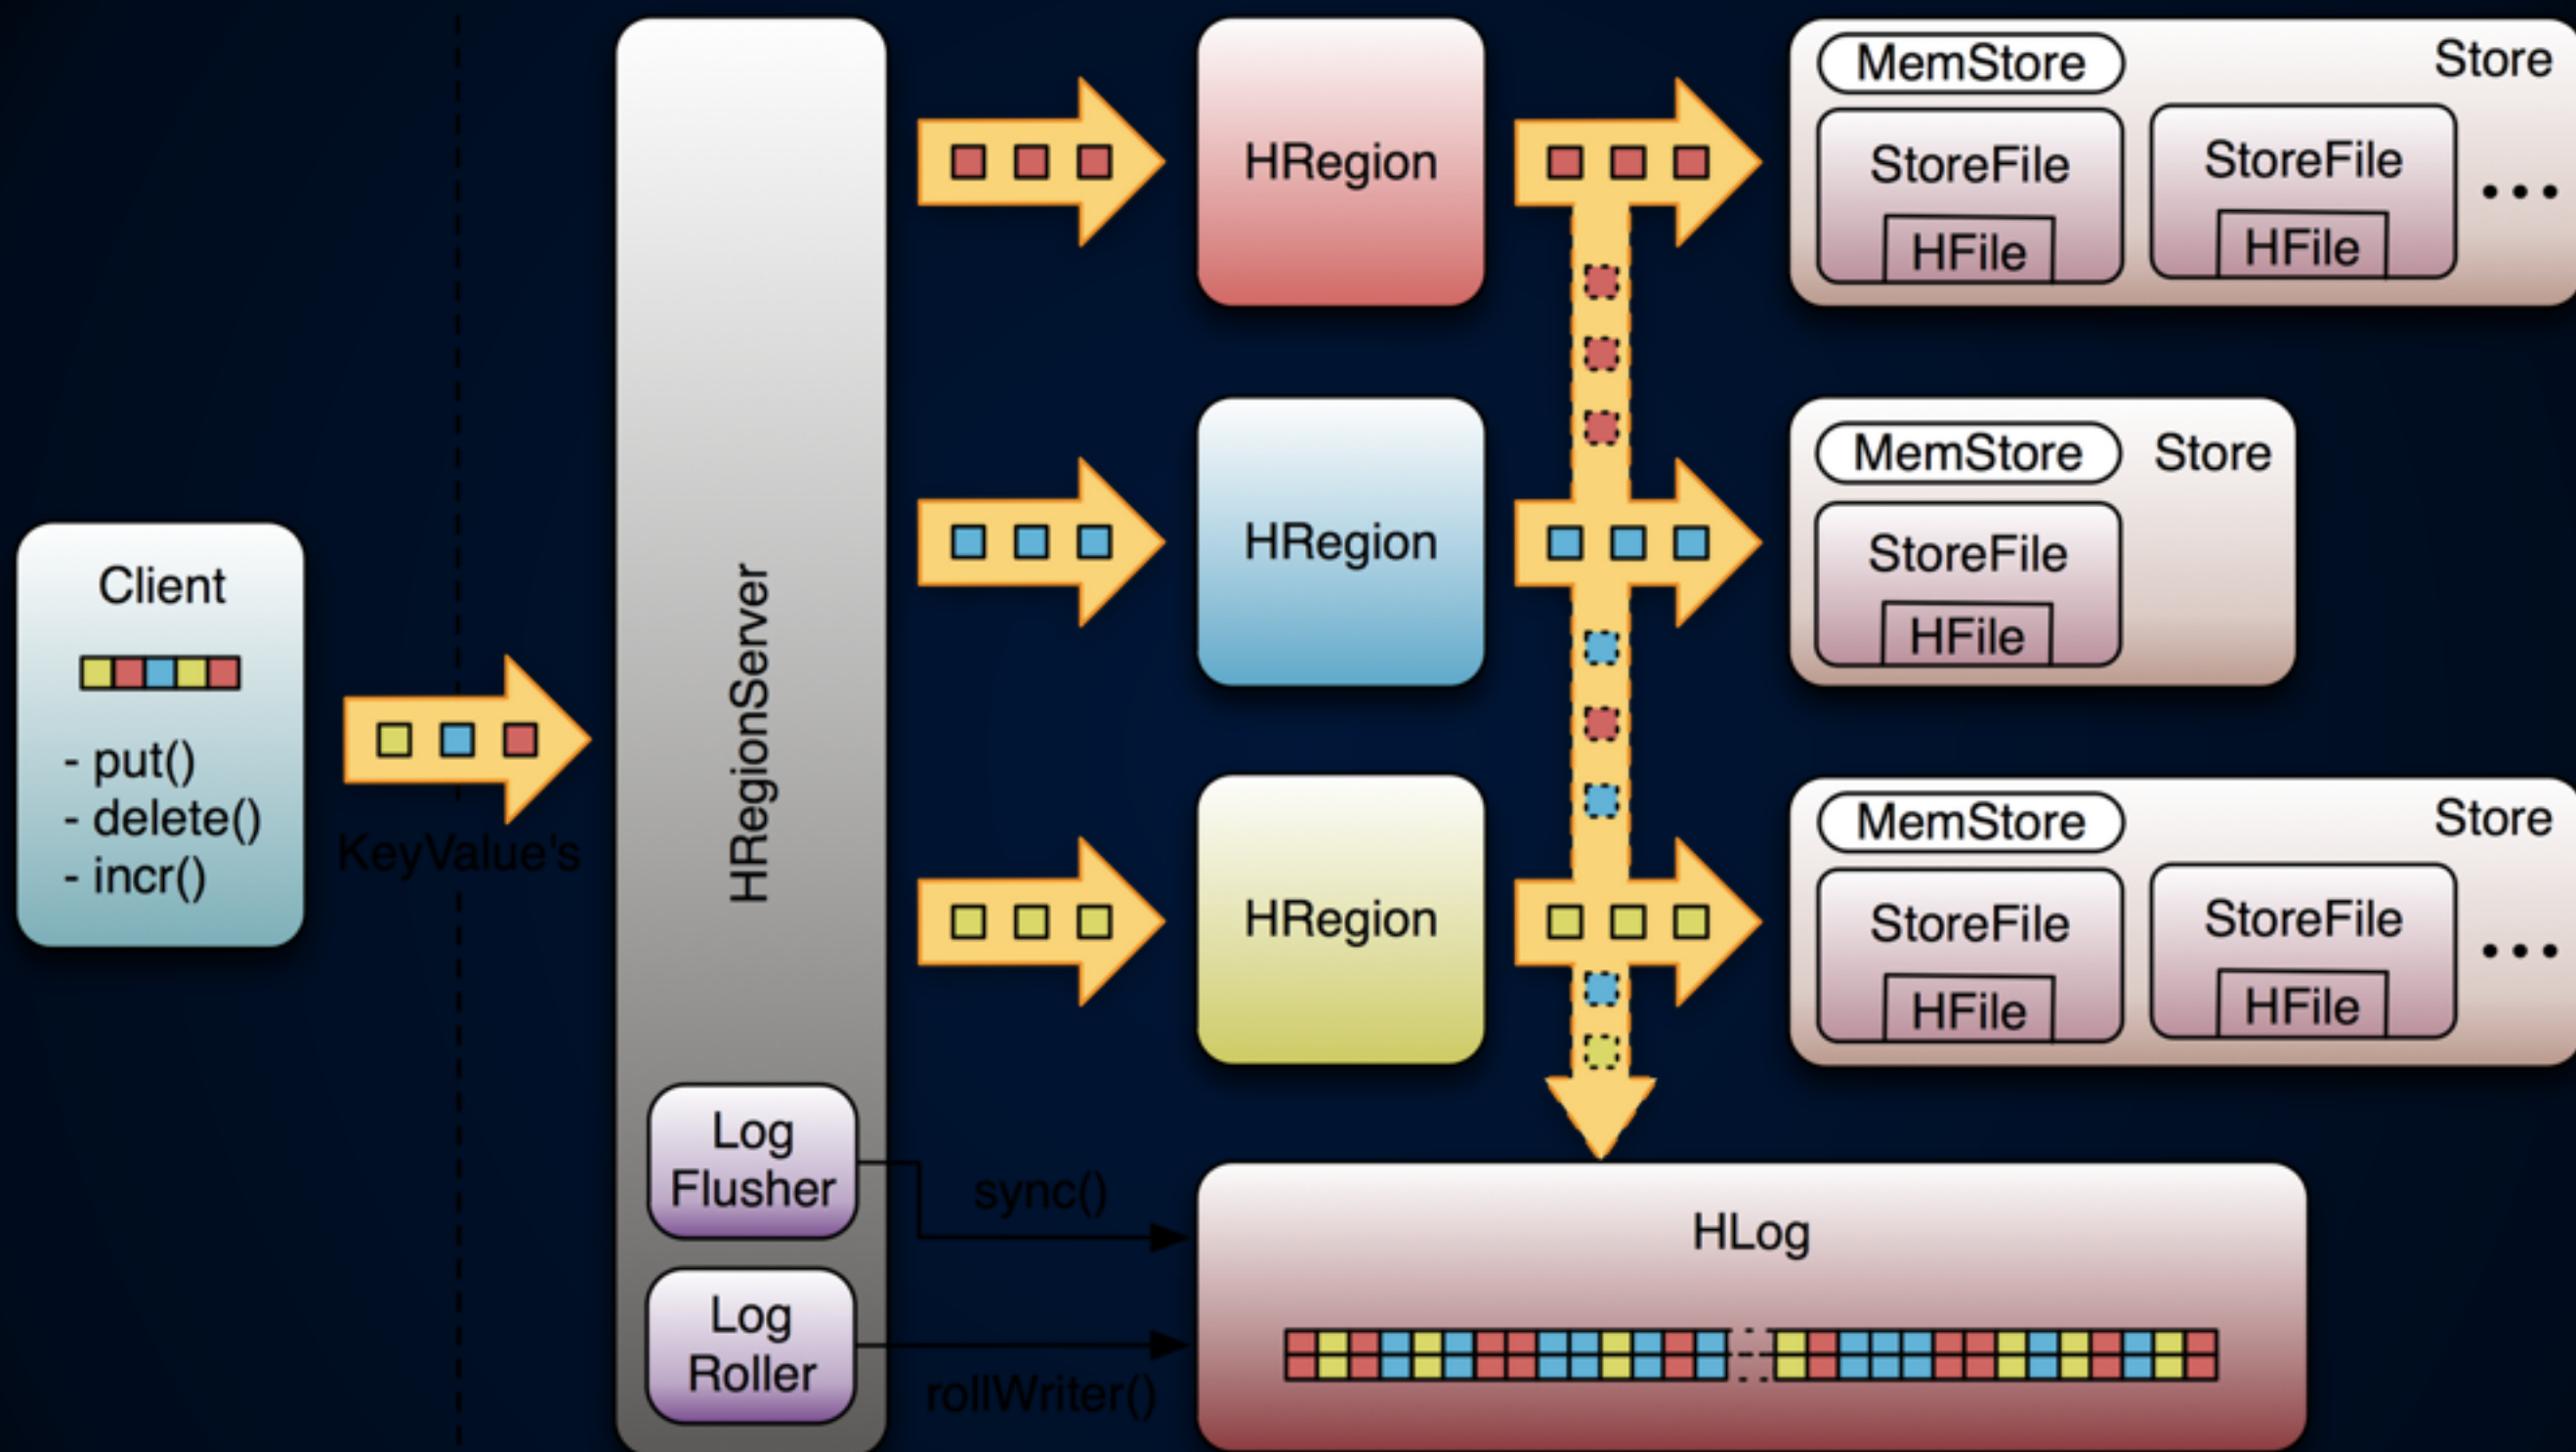 Client
- put()
- delete()
- incr()
KeyValue's
HRegionServer
Log
Flusher
Log
Roller
sync()
rollWriter()
HRegion
MemStore
Store
StoreFile
HFile
StoreFile
HFile
...
HRegion
MemStore
Store
StoreFile
HFile
HRegion
MemStore
Store
StoreFile
HFile
StoreFile
HFile
...
HLog